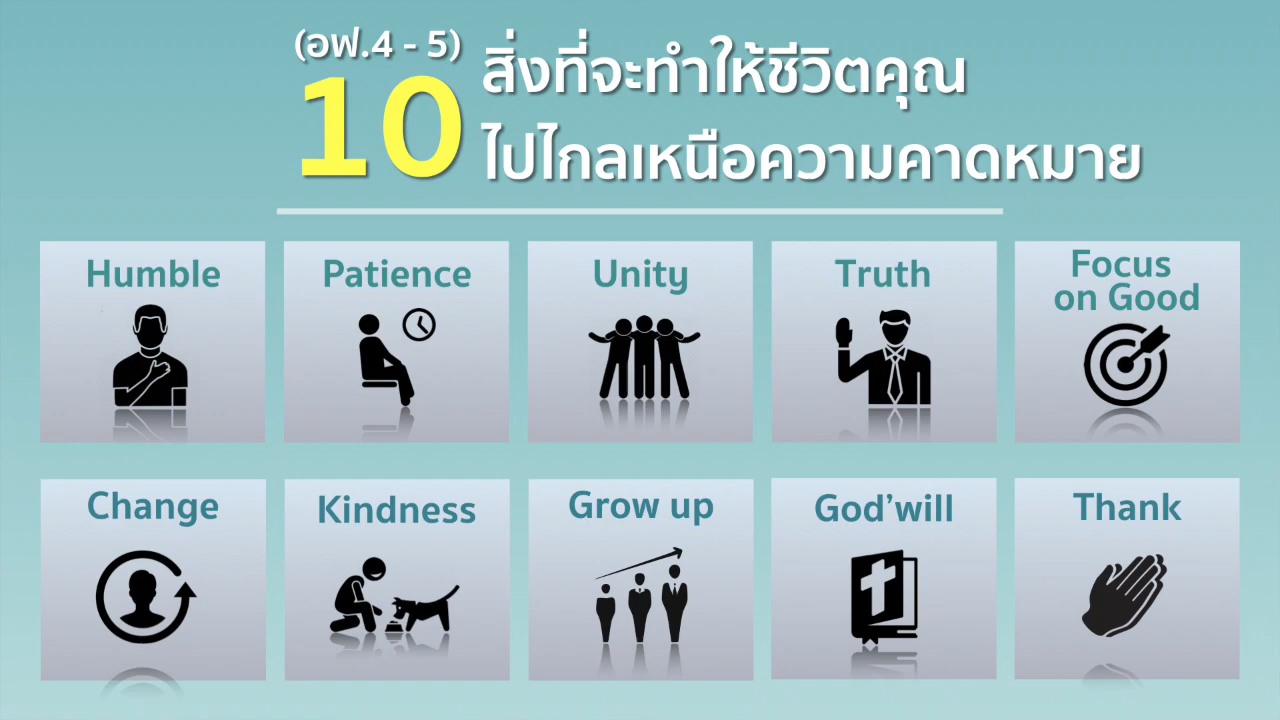 (อฟ.4 - 5)
10
สิ่งที่จะทำให้ชีวิตคุณ
ไปไกลเหนือความคาดหมาย
Humble
Patience
Unity
Truth
Focus
on Good
Change
Kindness
Grow up
God'will
Thank